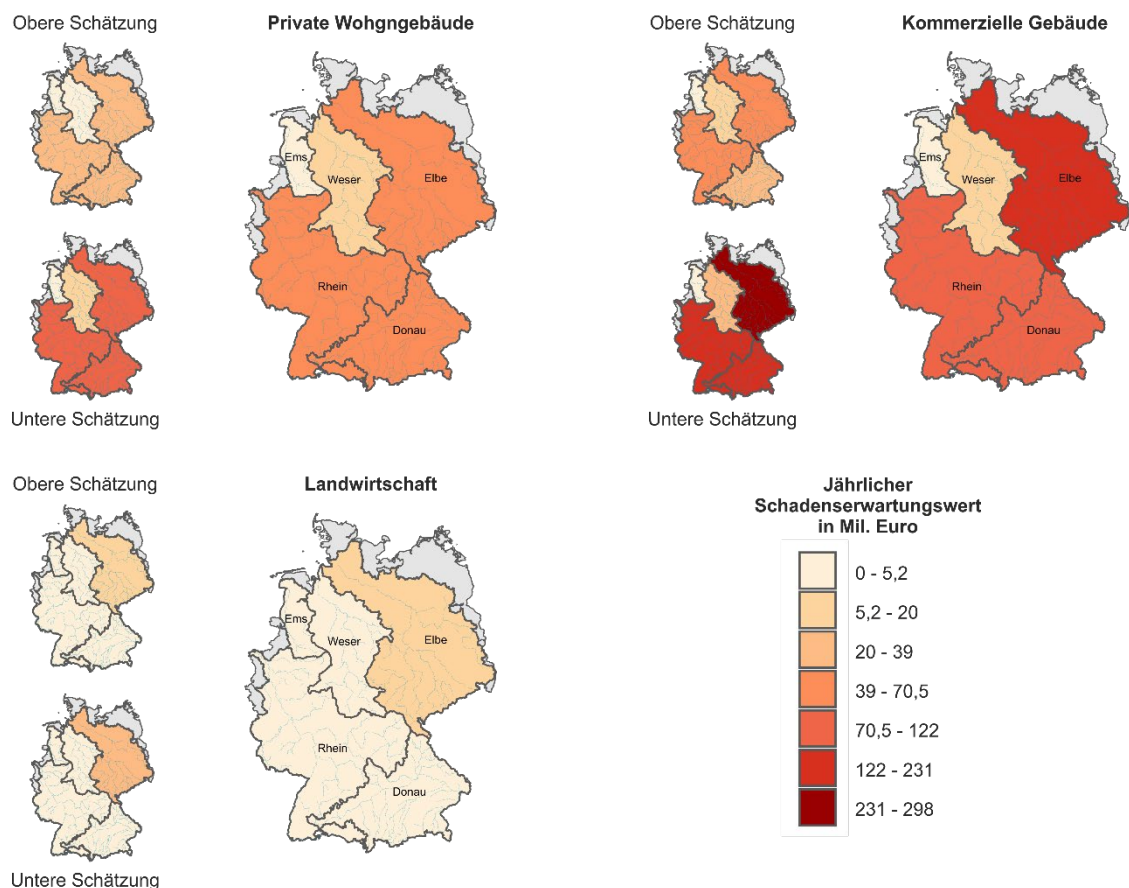 Obere Schätzung
Private Wohgngebäude
Ems
Weser
Elbe
Rhein
Donau
Untere Schätzung
Obere Schätzung
Kommerzielle Gebäude
Ems
Weser
Elbe
Rhein
Donau
Untere Schätzung
Obere Schätzung
Landwirtschaft
Ems
Weser
Elbe
Rhein
Donau
Untere Schätzung
Jährlicher
Schadenserwartungswert
in Mil. Euro
0 - 5,2
5,2 - 20
20 - 39
39 - 70,5
70,5 - 122
122 - 231
231 - 298